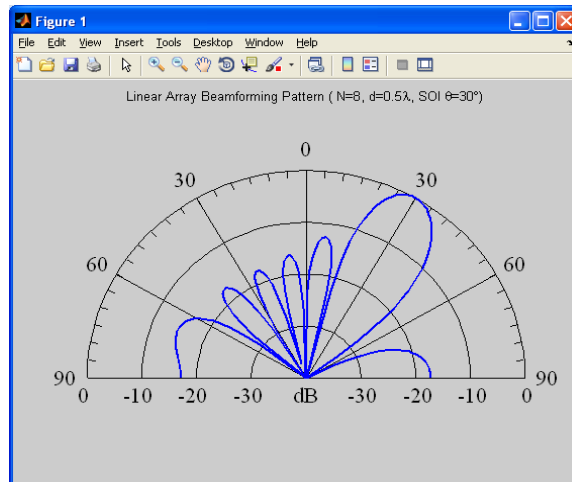 Figure 1
File Edit View Insert Tools Desktop Window Help
Linear Array Beamforming Pattern ( N=8, d=0.5λ, SOI θ=30°)
0
30 30
60 60
90 90
0 -10 -20 -30 dB -30 -20 -10 0